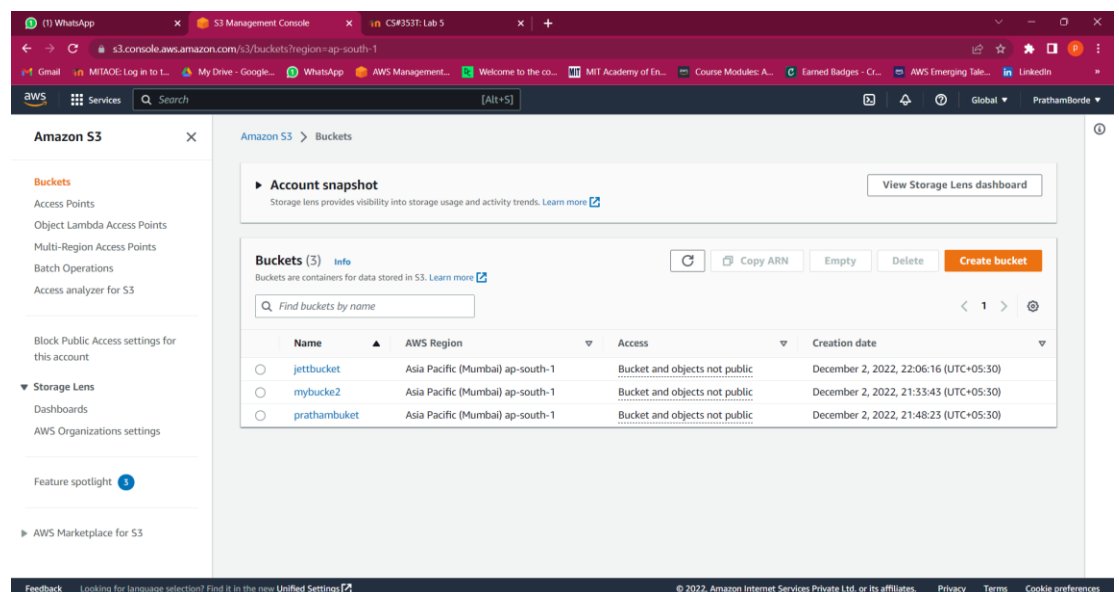 (1) WhatsApp
S3 Management Console
CS#353T: Lab 5
s3.console.aws.amazon.com/s3/buckets?region=ap-south-1
Gmail
MITAOE: Log in to t...
My Drive - Google...
WhatsApp
AWS Management...
Welcome to the co...
MIT Academy of En...
Course Modules: A...
Earned Badges - Cr...
AWS Emerging Tale...
LinkedIn
aws
Services
Search
[Alt+S]
Global
PrathamBorde
Amazon S3
Buckets
Access Points
Object Lambda Access Points
Multi-Region Access Points
Batch Operations
Access analyzer for S3
Block Public Access settings for
this account
Storage Lens
Dashboards
AWS Organizations settings
Feature spotlight 3
AWS Marketplace for S3
Amazon S3 > Buckets
Account snapshot
Storage lens provides visibility into storage usage and activity trends. Learn more
View Storage Lens dashboard
Buckets (3) Info
Buckets are containers for data stored in S3. Learn more
Copy ARN
Empty
Delete
Create bucket
Find buckets by name
1
Name AWS Region Access Creation date
jettbucket Asia Pacific (Mumbai) ap-south-1 Bucket and objects not public December 2, 2022, 22:06:16 (UTC+05:30)
mybucke2 Asia Pacific (Mumbai) ap-south-1 Bucket and objects not public December 2, 2022, 21:33:43 (UTC+05:30)
prathambuket Asia Pacific (Mumbai) ap-south-1 Bucket and objects not public December 2, 2022, 21:48:23 (UTC+05:30)
Feedback Looking for language selection? Find it in the new Unified Settings
© 2022, Amazon Internet Services Private Ltd. or its affiliates. Privacy Terms Cookie preferences